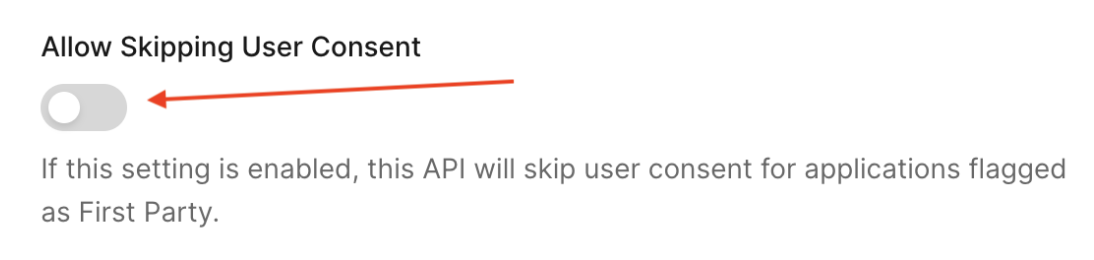 Allow Skipping User Consent
If this setting is enabled, this API will skip user consent for applications flagged
as First Party.